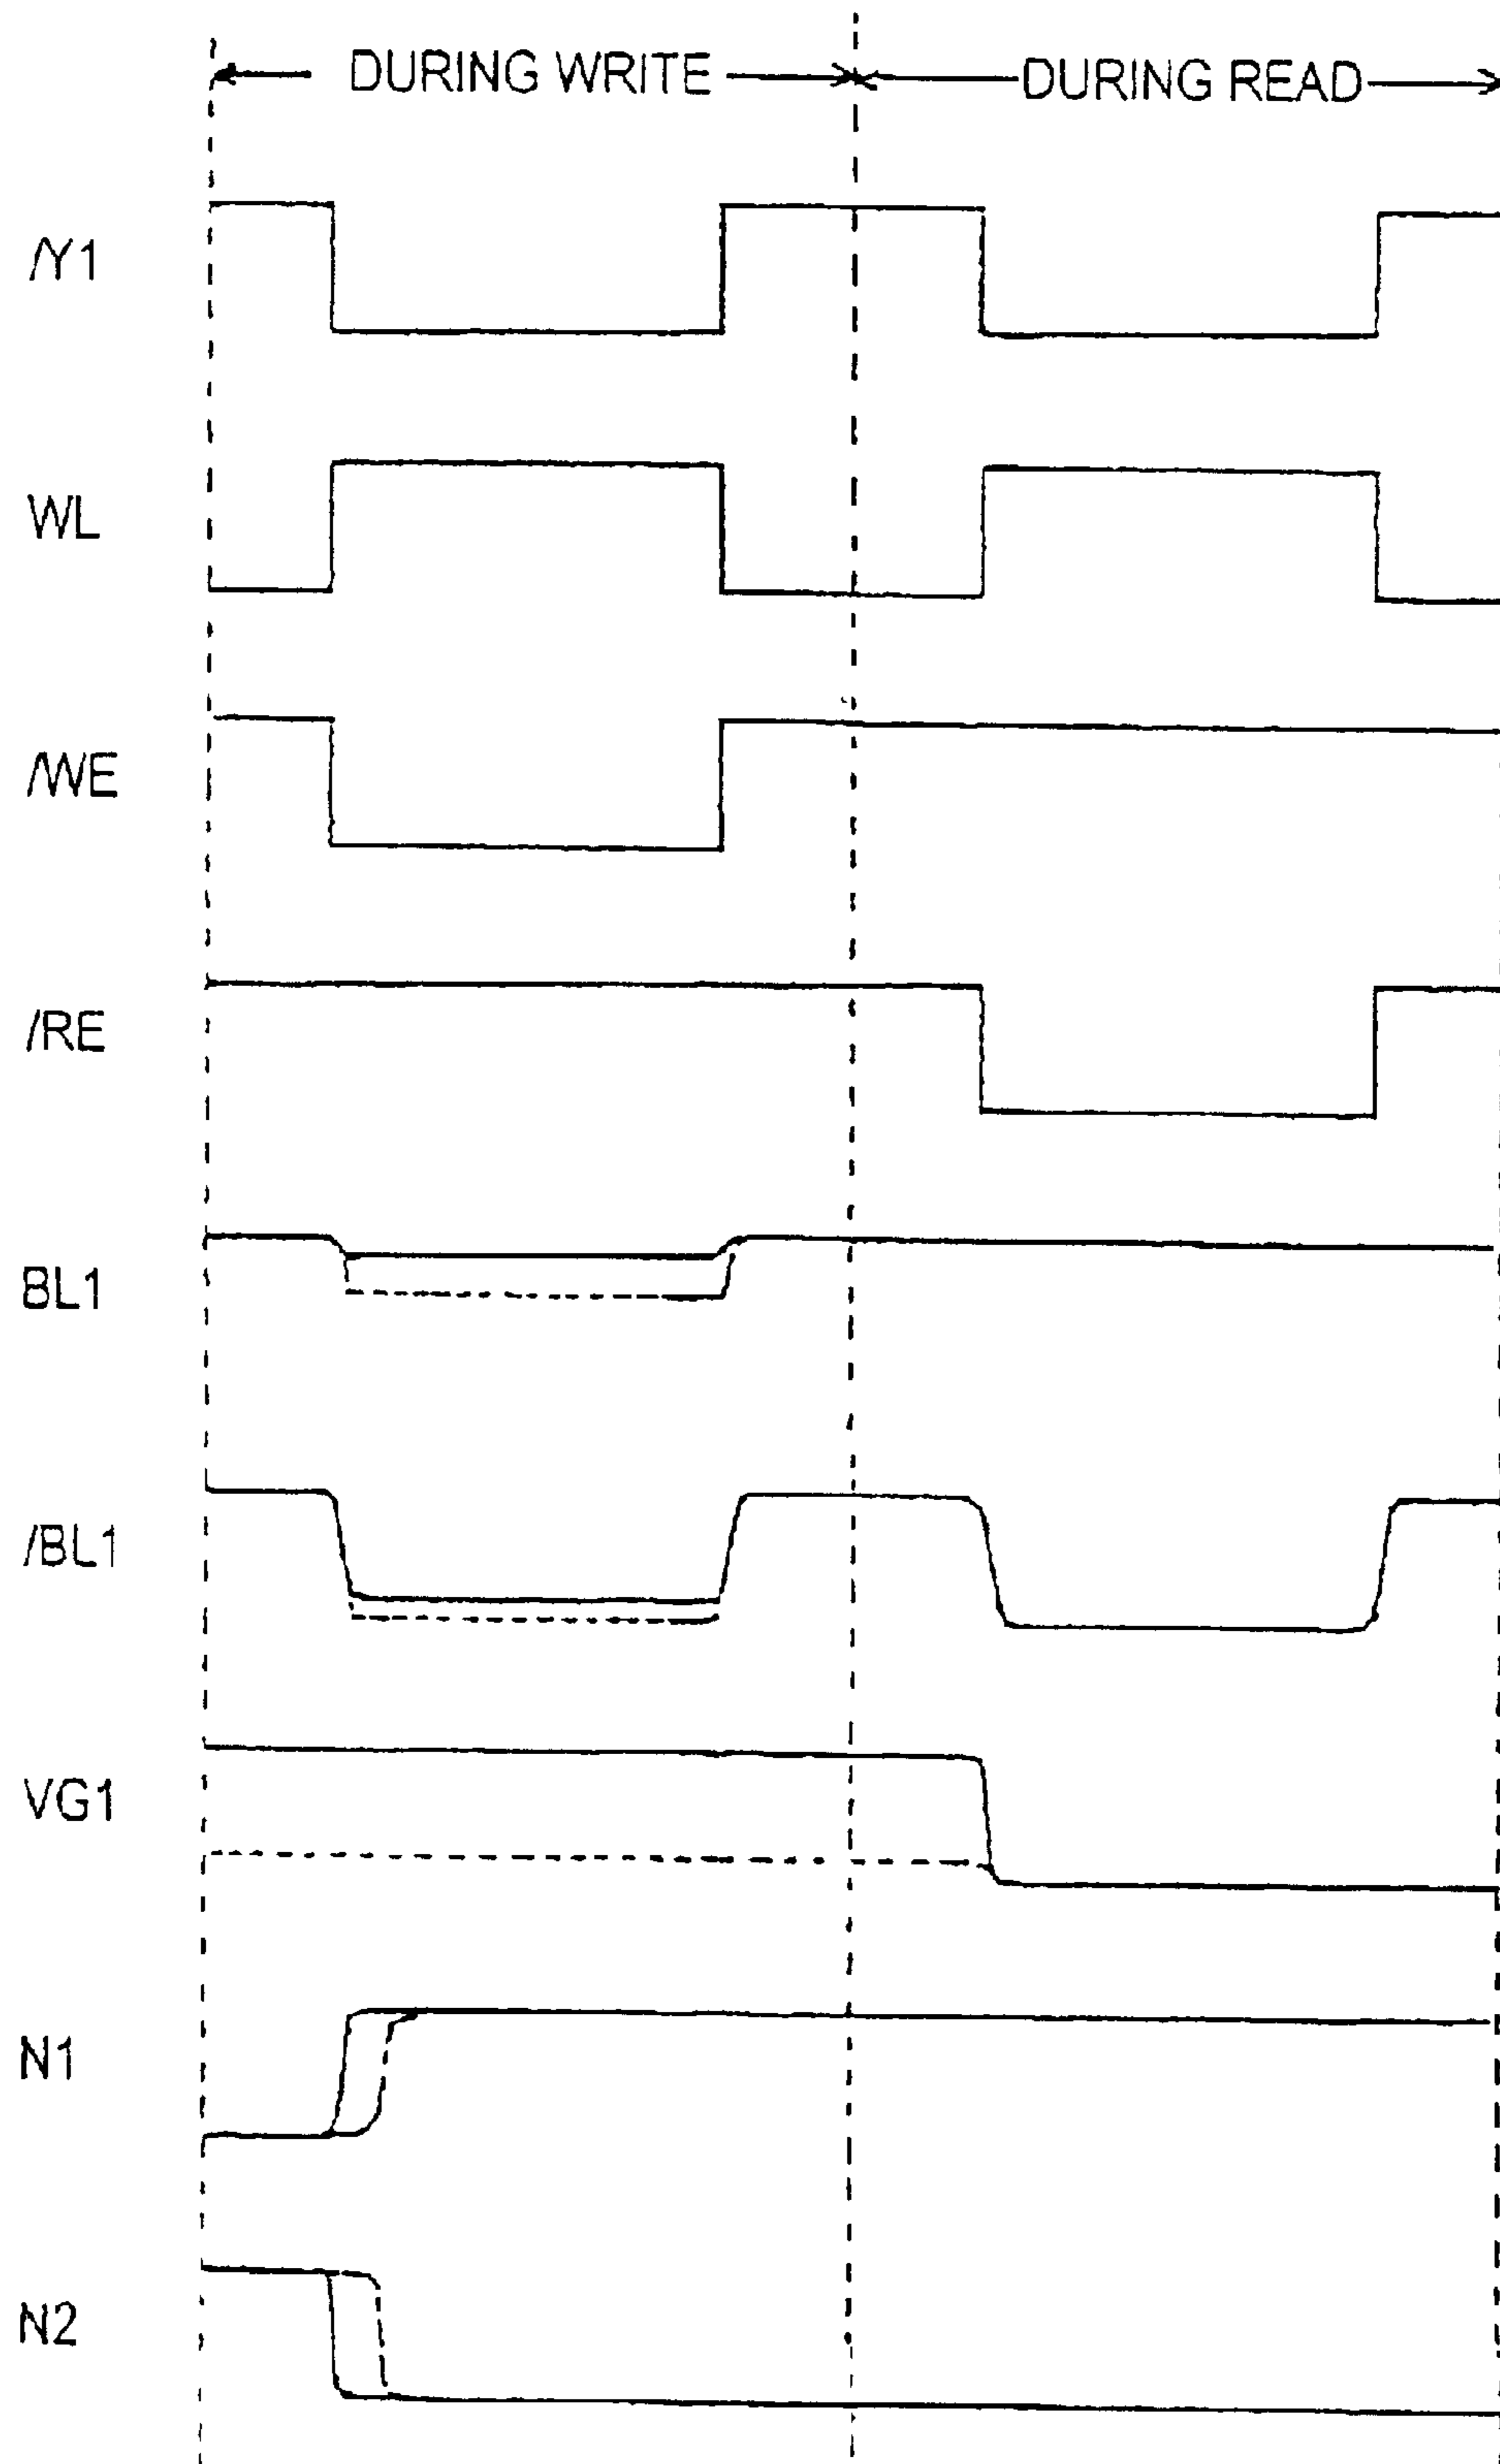 DURING WRITE DURING READ
/Y1
WL
/WE
/RE
BL1
/BL1
VG1
N1
N2